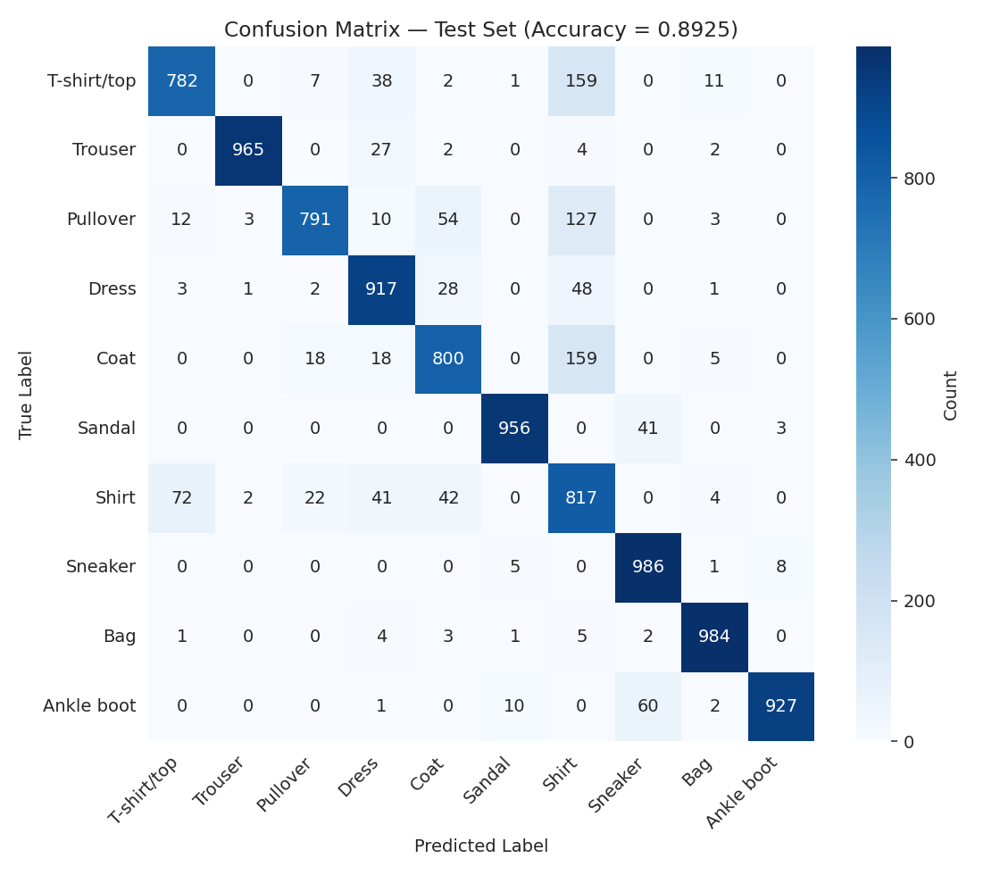 Confusion Matrix — Test Set (Accuracy = 0.8925)
T-shirt/top 782 0 7 38 2 1 159 0 11 0
Trouser 0 965 0 27 2 0 4 0 2 0
Pullover 12 3 791 10 54 0 127 0 3 0
Dress 3 1 2 917 28 0 48 0 1 0
Coat 0 0 18 18 800 0 159 0 5 0
Sandal 0 0 0 0 0 956 0 41 0 3
Shirt 72 2 22 41 42 0 817 0 4 0
Sneaker 0 0 0 0 5 0 986 1 8
Bag 1 0 0 4 3 1 5 2 984 0
Ankle boot 0 0 0 1 0 10 0 60 2 927
T-shirt/top Trouser Pullover Dress Coat Sandal Shirt Sneaker Bag Ankle boot
Predicted Label
True Label
800
600
400
200
0
Count